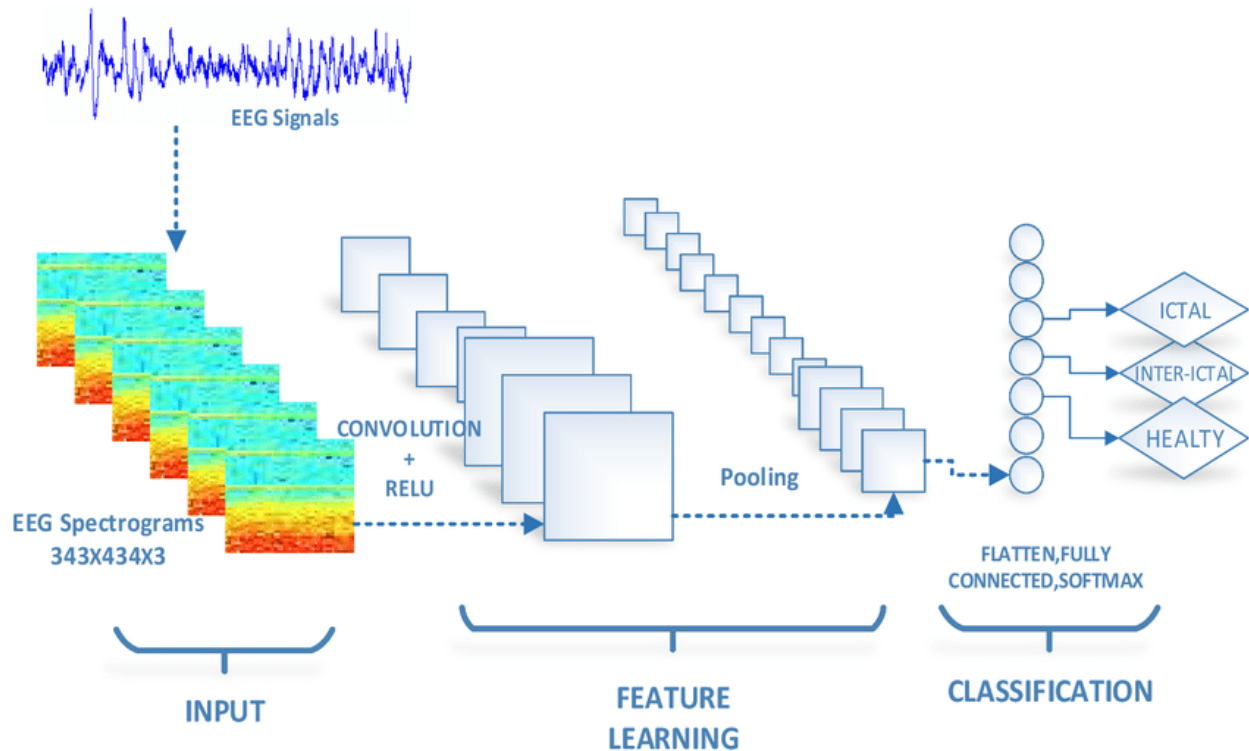 EEG Signals
EEG Spectrograms
343X434X3
CONVOLUTION
+
RELU
Pooling
ICTAL
INTER-ICTAL
HEALTY
FLATTEN,FULLY
CONNECTED,SOFTMAX
INPUT
FEATURE
LEARNING
CLASSIFICATION